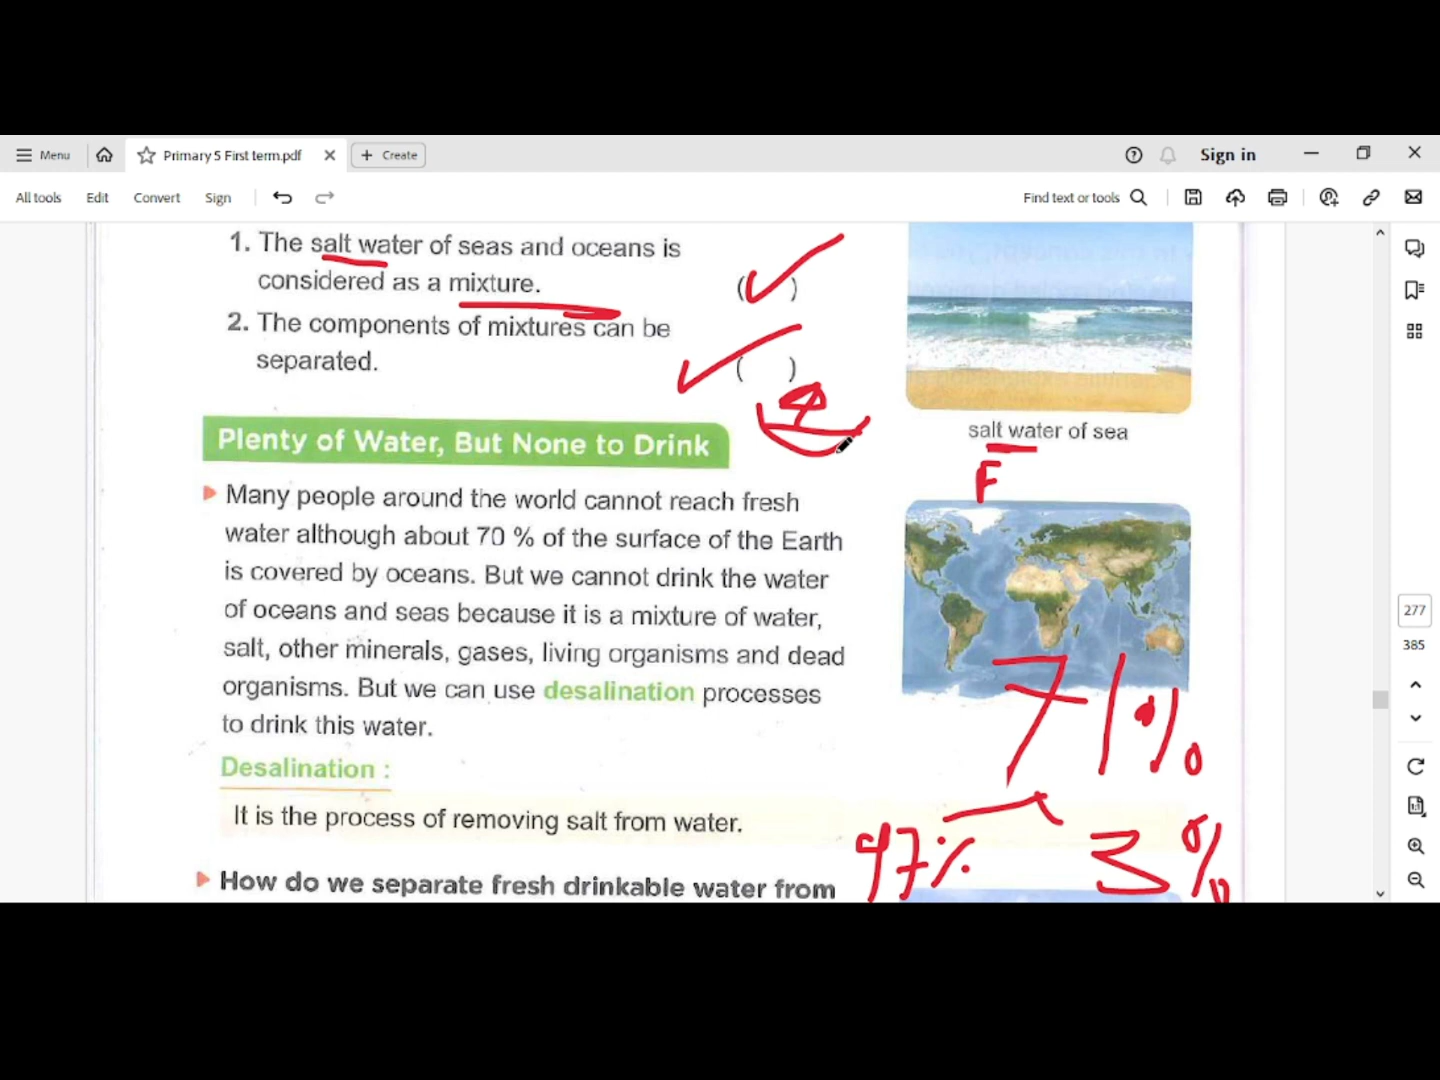 Menu
Primary 5 First term.pdf
Create
Sign in
All tools
Edit
Convert
Sign
Find text or tools
1. The salt water of seas and oceans is
considered as a mixture. ( )
2. The components of mixtures can be
separated. ( )
salt water of sea
F
Plenty of Water, But None to Drink
Many people around the world cannot reach fresh
water although about 70 % of the surface of the Earth
is covered by oceans. But we cannot drink the water
of oceans and seas because it is a mixture of water,
salt, other minerals, gases, living organisms and dead
organisms. But we can use desalination processes
to drink this water.
71%
Desalination :
It is the process of removing salt from water.
97% 3%
How do we separate fresh drinkable water from
277
385